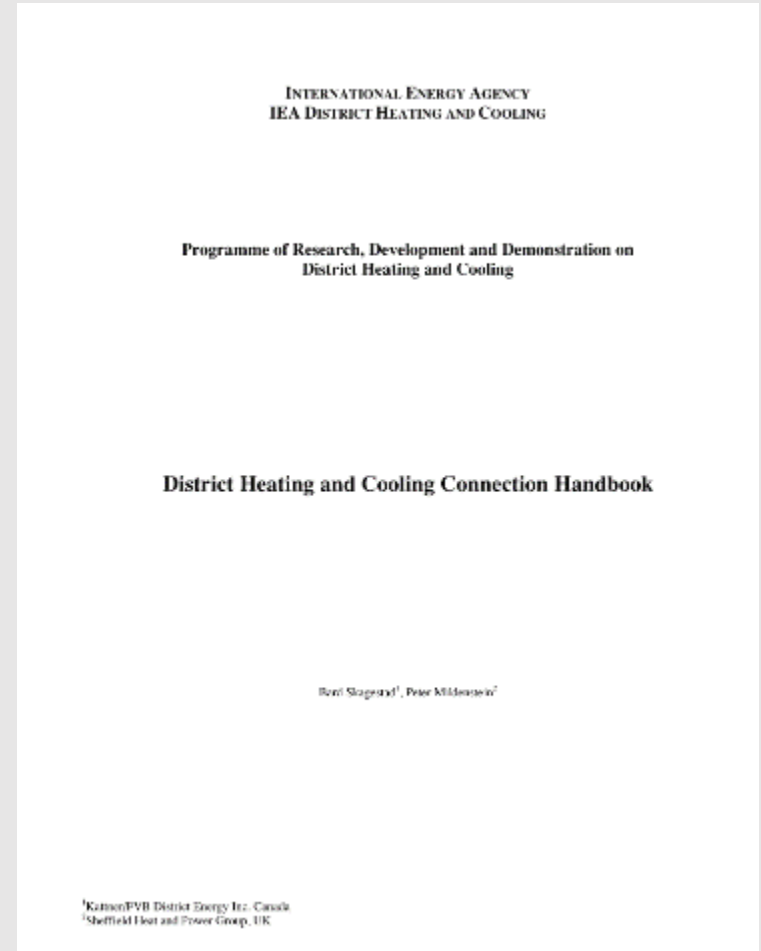 INTERNATIONAL ENERGY AGENCY
IEA DISTRICT HEATING AND COOLING
Programme of Research, Development and Demonstration on
District Heating and Cooling
District Heating and Cooling Connection Handbook
Bard Skagestad¹, Peter Mildenstein²
¹Kattner/FVB District Energy Inc. Canada
²Sheffield Heat and Power Group, UK